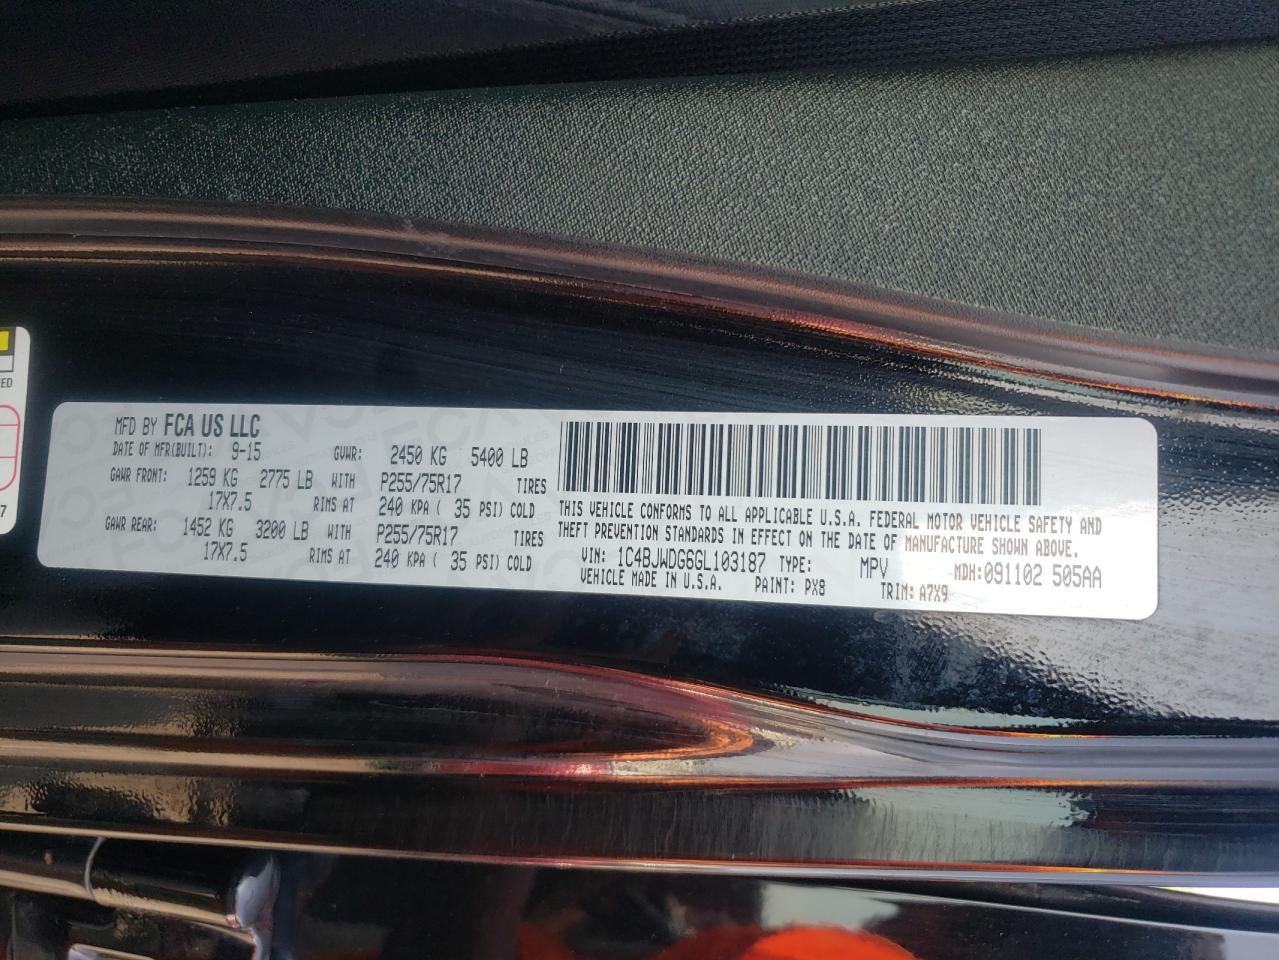 MFD BY FCA US LLC
DATE OF MFR(BUILT): 9-15 GVWR: 2450 KG 5400 LB
GAWR FRONT: 1259 KG 2775 LB WITH P255/75R17 TIRES
17X7.5 RIMS AT 240 KPA ( 35 PSI) COLD
GAWR REAR: 1452 KG 3200 LB WITH P255/75R17 TIRES
17X7.5 RIMS AT 240 KPA ( 35 PSI) COLD
THIS VEHICLE CONFORMS TO ALL APPLICABLE U.S.A. FEDERAL MOTOR VEHICLE SAFETY AND
THEFT PREVENTION STANDARDS IN EFFECT ON THE DATE OF MANUFACTURE SHOWN ABOVE.
VIN: 1C4BJWDG6GL103187 TYPE: MPV MDH:091102 505AA
VEHICLE MADE IN U.S.A. PAINT: PX8 TRIM: A7X9